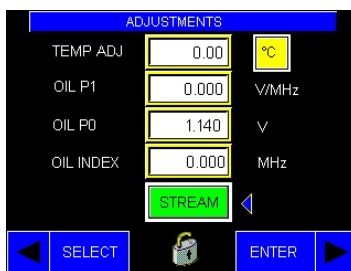 ADJUSTMENTS
TEMP ADJ 0.00 °C
OIL P1 0.000 V/MHz
OIL P0 1.140 V
OIL INDEX 0.000 MHz
STREAM
SELECT ENTER